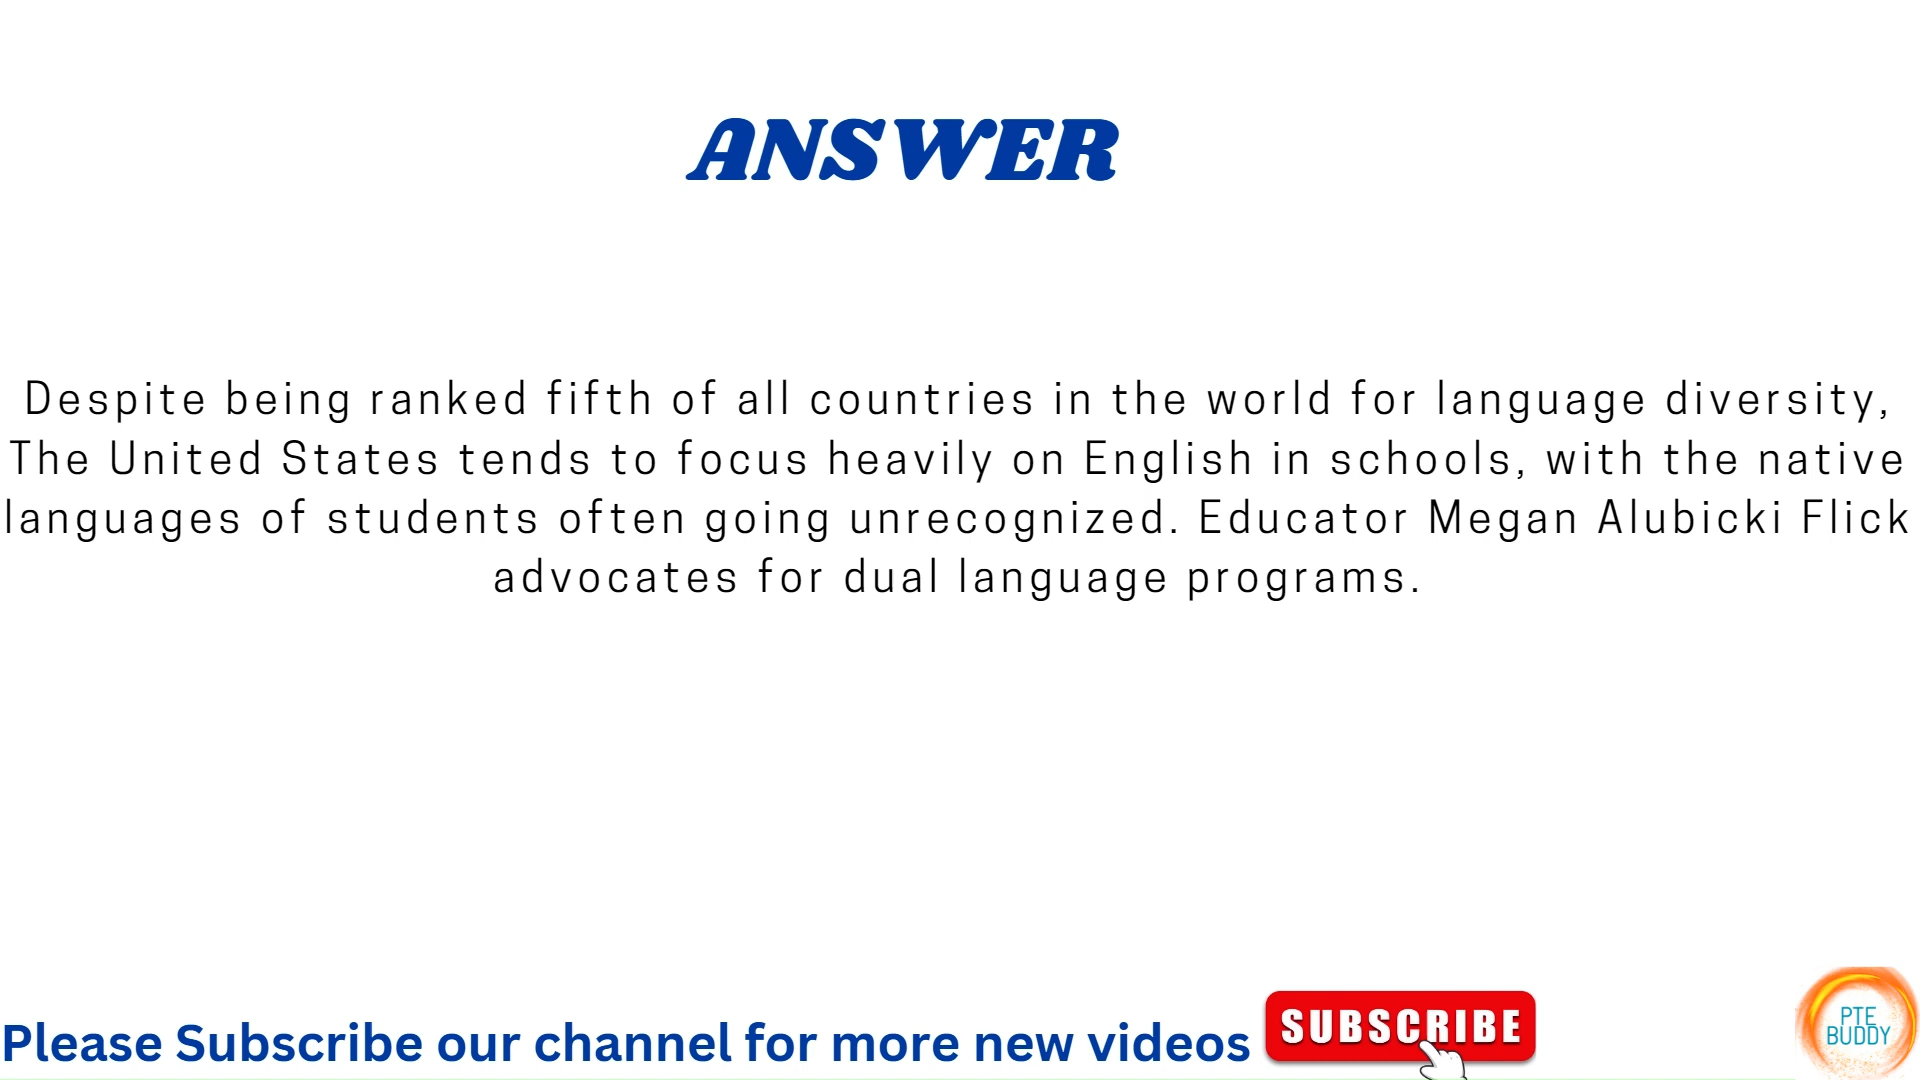 ANSWER
Despite being ranked fifth of all countries in the world for language diversity,
The United States tends to focus heavily on English in schools, with the native
languages of students often going unrecognized. Educator Megan Alubicki Flick
advocates for dual language programs.
Please Subscribe our channel for more new videos
SUBSCRIBE
PTE
BUDDY